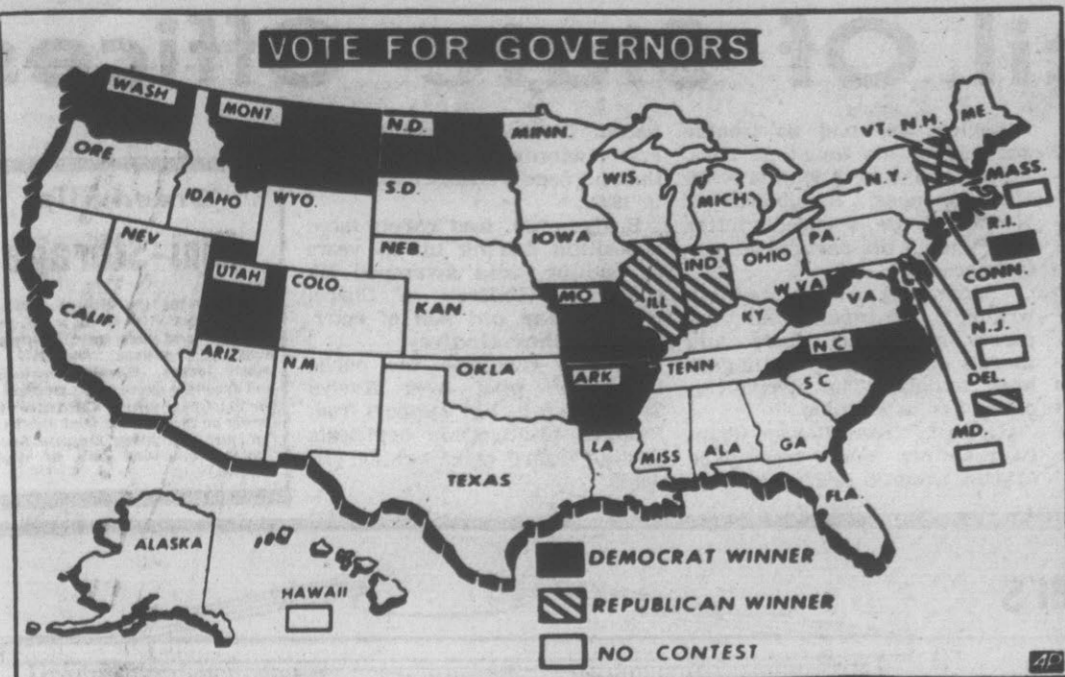 VOTE FOR GOVERNORS
WASH
MONT.
N.D.
MINN.
ORE.
IDAHO
WYO.
S.D.
WIS.
MICH.
VT.
N.H.
ME.
N.Y.
MASS.
R.I.
CONN.
N.J.
DEL.
MD.
NEV
UTAH
COLO.
NEB.
IOWA
ILL
IND
OHIO
PA.
W.VA
VA.
CALIF.
ARIZ.
N.M.
KAN.
MO
KY.
OKLA
ARK
TENN
N C
S C
TEXAS
LA
MISS
ALA
GA
FLA.
ALASKA
HAWAII
DEMOCRAT WINNER
REPUBLICAN WINNER
NO CONTEST
AP